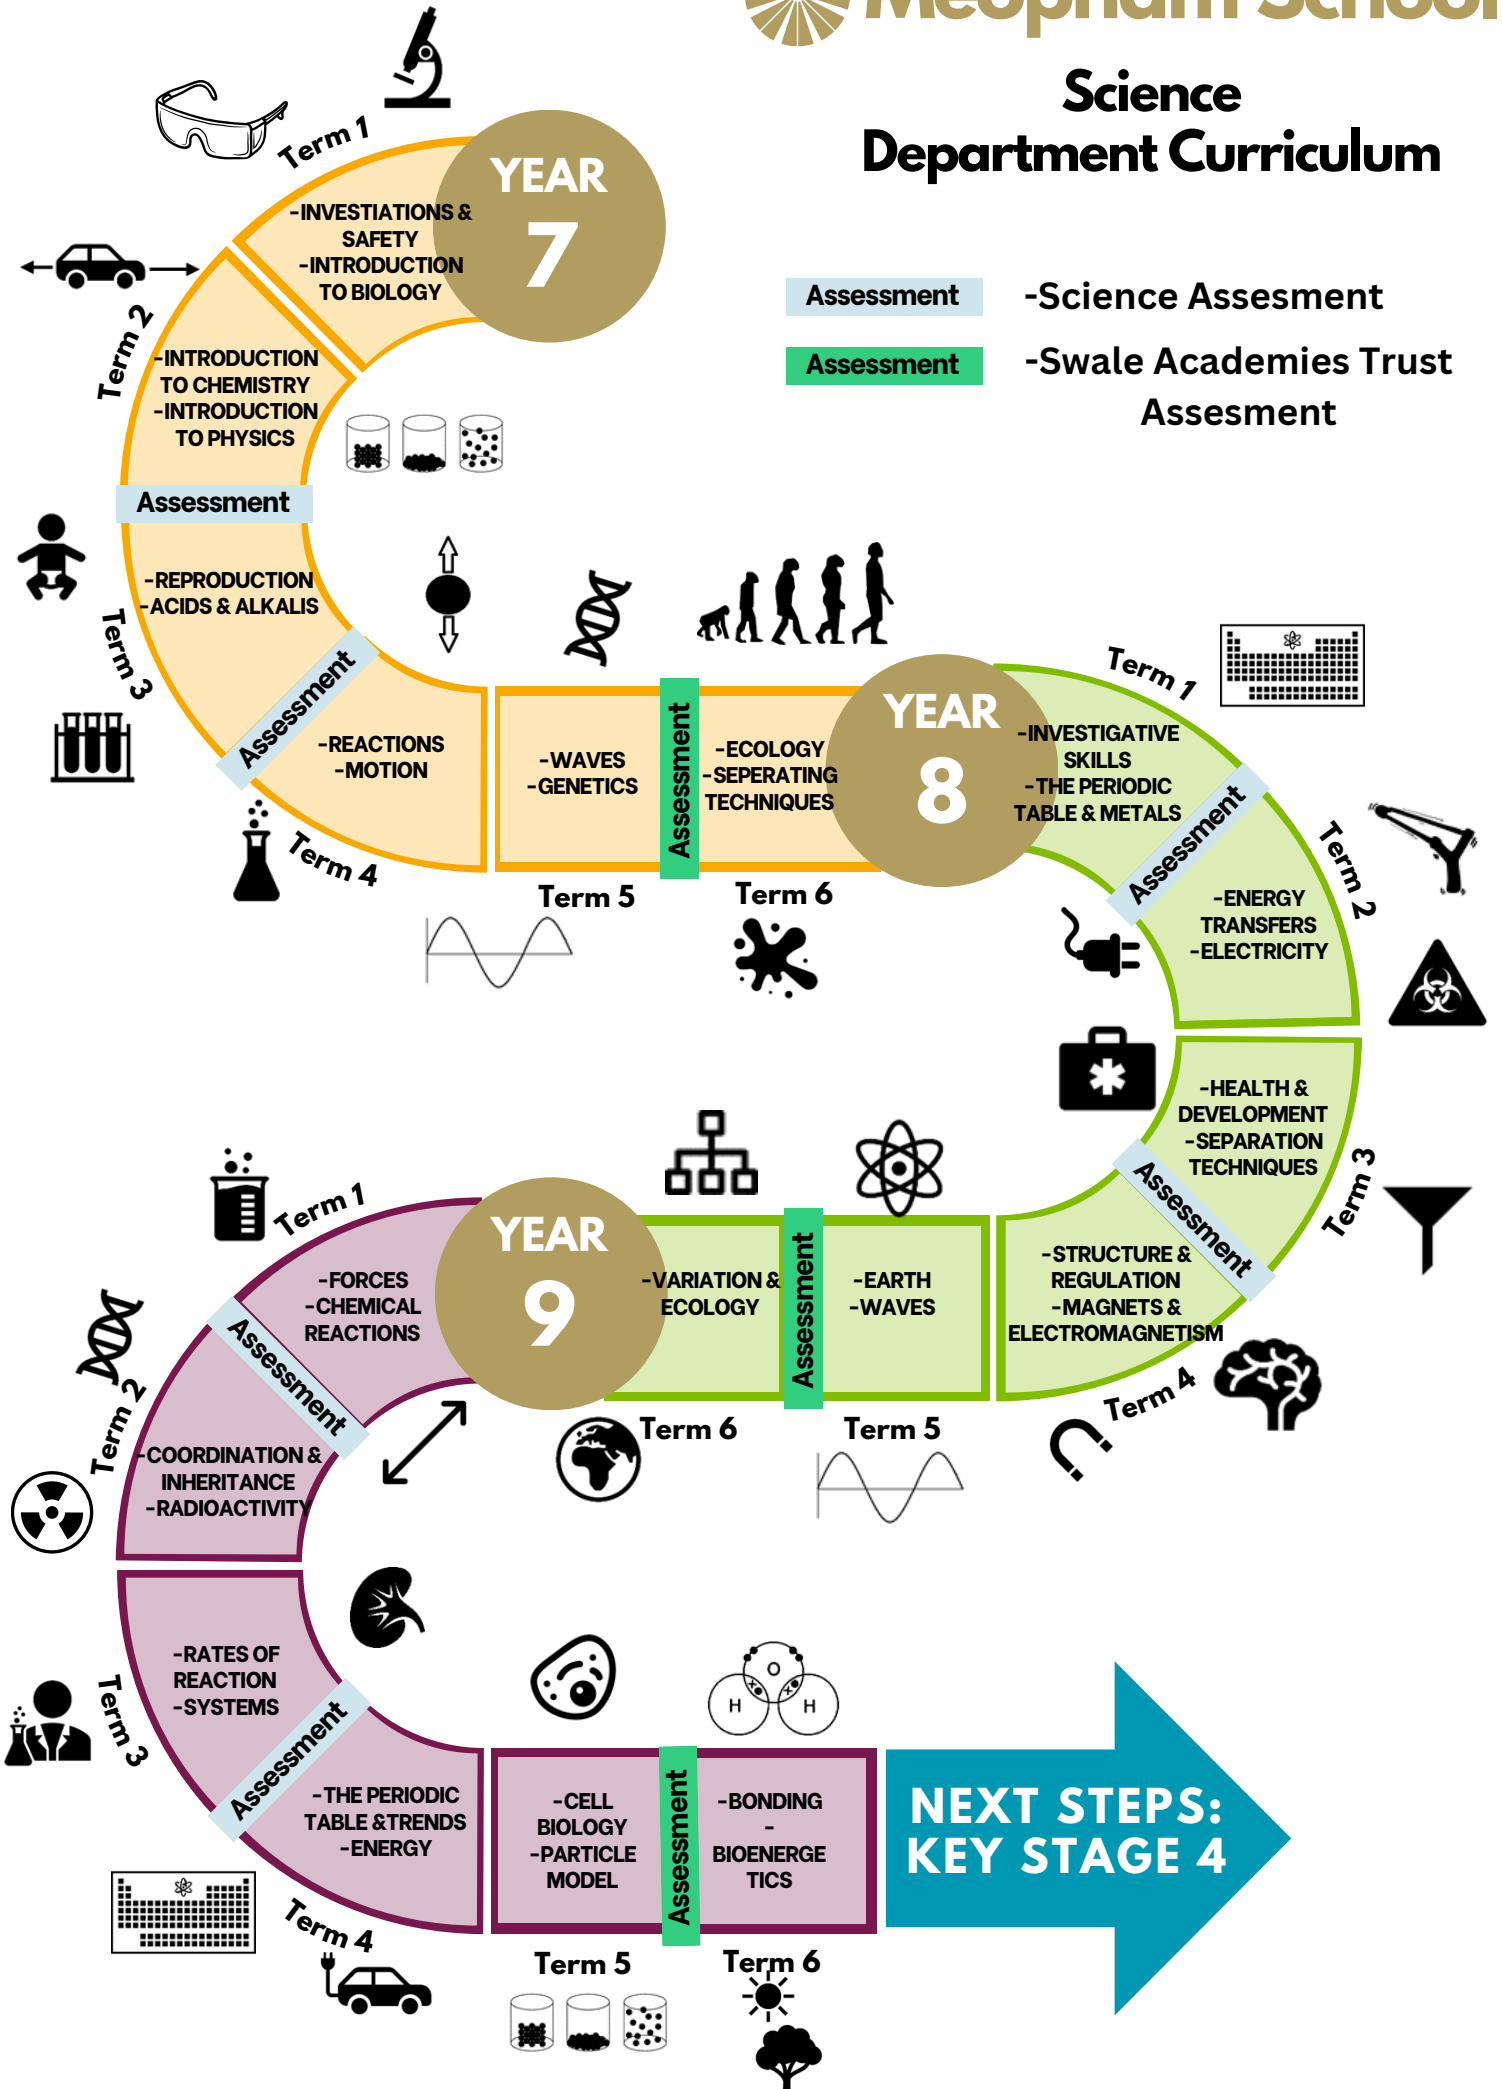 Meopham School
Science
Department Curriculum
Assessment
-Science Assesment
Assessment
-Swale Academies Trust
Assesment
YEAR
7
Term 1
-INVESTIATIONS &
SAFETY
-INTRODUCTION
TO BIOLOGY
Term 2
-INTRODUCTION
TO CHEMISTRY
-INTRODUCTION
TO PHYSICS
Assessment
Term 3
-REPRODUCTION
-ACIDS & ALKALIS
Assessment
Term 4
-REACTIONS
-MOTION
-WAVES
-GENETICS
Term 5
Assessment
-ECOLOGY
-SEPERATING
TECHNIQUES
Term 6
YEAR
8
Term 1
-INVESTIGATIVE
SKILLS
-THE PERIODIC
TABLE & METALS
Assessment
Term 2
-ENERGY
TRANSFERS
-ELECTRICITY
-HEALTH &
DEVELOPMENT
-SEPARATION
TECHNIQUES
Term 3
Assessment
-STRUCTURE &
REGULATION
-MAGNETS &
ELECTROMAGNETISM
Term 4
-EARTH
-WAVES
Term 5
Assessment
-VARIATION &
ECOLOGY
Term 6
YEAR
9
Term 1
-FORCES
-CHEMICAL
REACTIONS
Assessment
Term 2
-COORDINATION &
INHERITANCE
-RADIOACTIVITY
-RATES OF
REACTION
-SYSTEMS
Term 3
Assessment
-THE PERIODIC
TABLE &TRENDS
-ENERGY
Term 4
-CELL
BIOLOGY
-PARTICLE
MODEL
Term 5
Assessment
O
H
H
-BONDING
-
BIOENERGE
TICS
Term 6
NEXT STEPS:
KEY STAGE 4